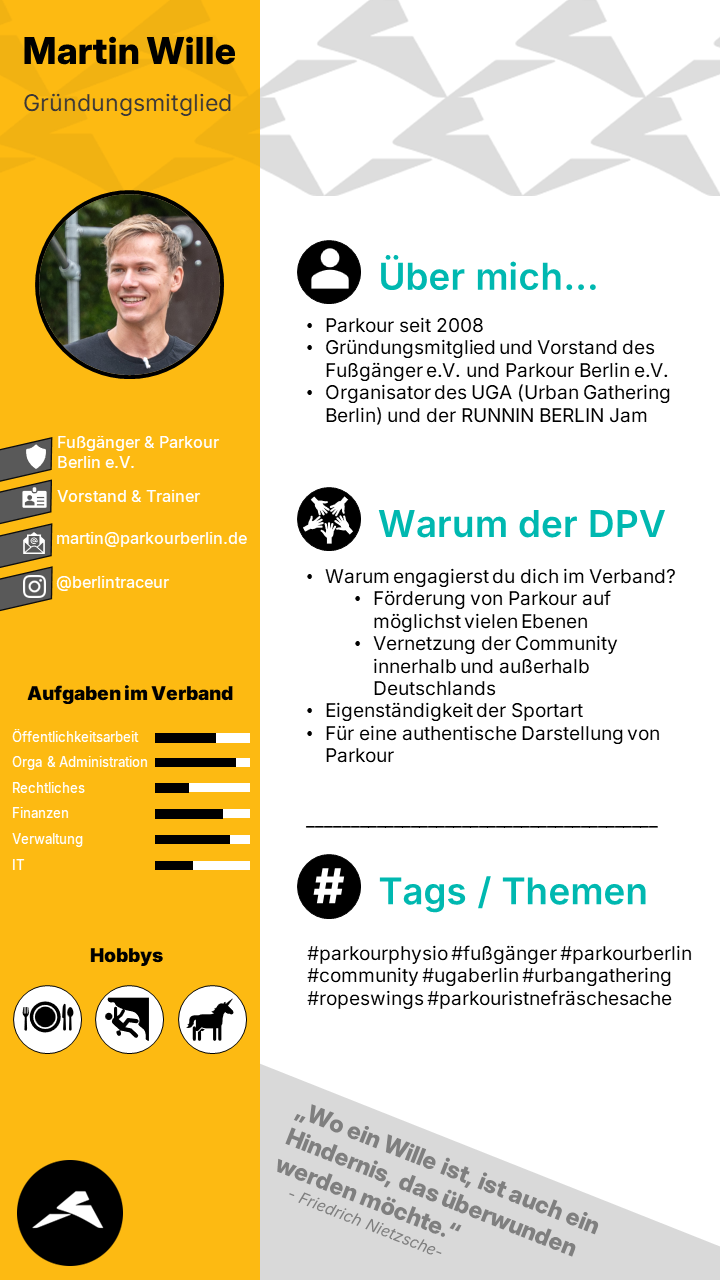 Martin Wille
Gründungsmitglied
Fußgänger & Parkour
Berlin e.V.
Vorstand & Trainer
martin@parkourberlin.de
@berlintraceur
Aufgaben im Verband
Öffentlichkeitsarbeit
Orga & Administration
Rechtliches
Finanzen
Verwaltung
IT
Hobbys
Über mich...
• Parkour seit 2008
• Gründungsmitglied und Vorstand des
Fußgänger e.V. und Parkour Berlin e.V.
• Organisator des UGA (Urban Gathering
Berlin) und der RUNNIN BERLIN Jam
Warum der DPV
• Warum engagierst du dich im Verband?
• Förderung von Parkour auf
möglichst vielen Ebenen
• Vernetzung der Community
innerhalb und außerhalb
Deutschlands
• Eigenständigkeit der Sportart
• Für eine authentische Darstellung von
Parkour
# Tags / Themen
#parkourphysio #fußgänger #parkourberlin
#community #ugaberlin #urbangathering
#ropeswings #parkouristnefräschesache
„Wo ein Wille ist, ist auch ein
Hindernis, das überwunden
werden möchte.“
- Friedrich Nietzsche-